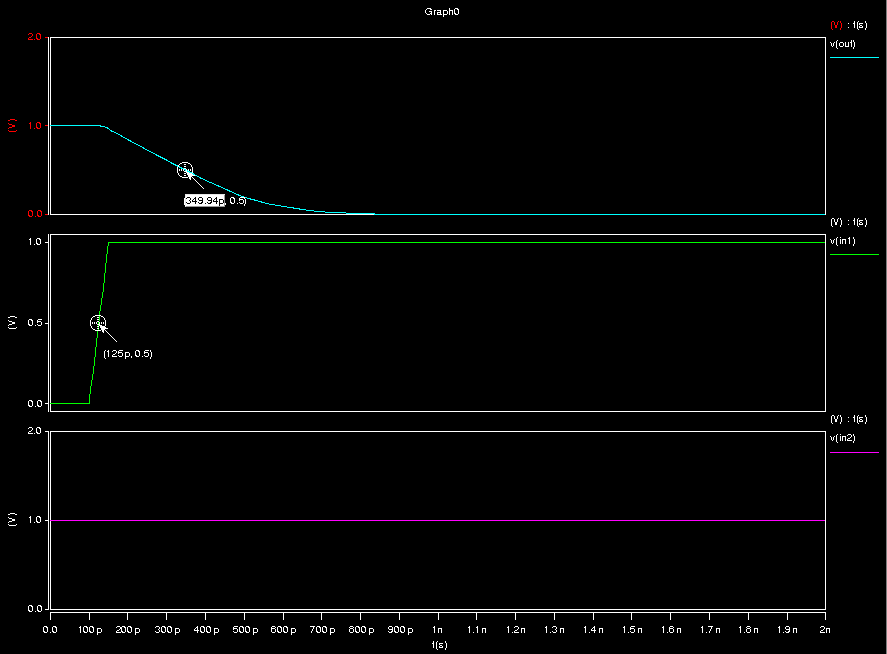 Graph0
(V) : t(s)
v(out)
2.0
1.0
0.0
(V)
(349.94p, 0.5)
(V) : t(s)
v(in1)
1.0
0.5
0.0
(V)
(125p, 0.5)
(V) : t(s)
v(in2)
2.0
1.0
0.0
(V)
0.0 100p 200p 300p 400p 500p 600p 700p 800p 900p 1n 1.1n 1.2n 1.3n 1.4n 1.5n 1.6n 1.7n 1.8n 1.9n 2n
t(s)